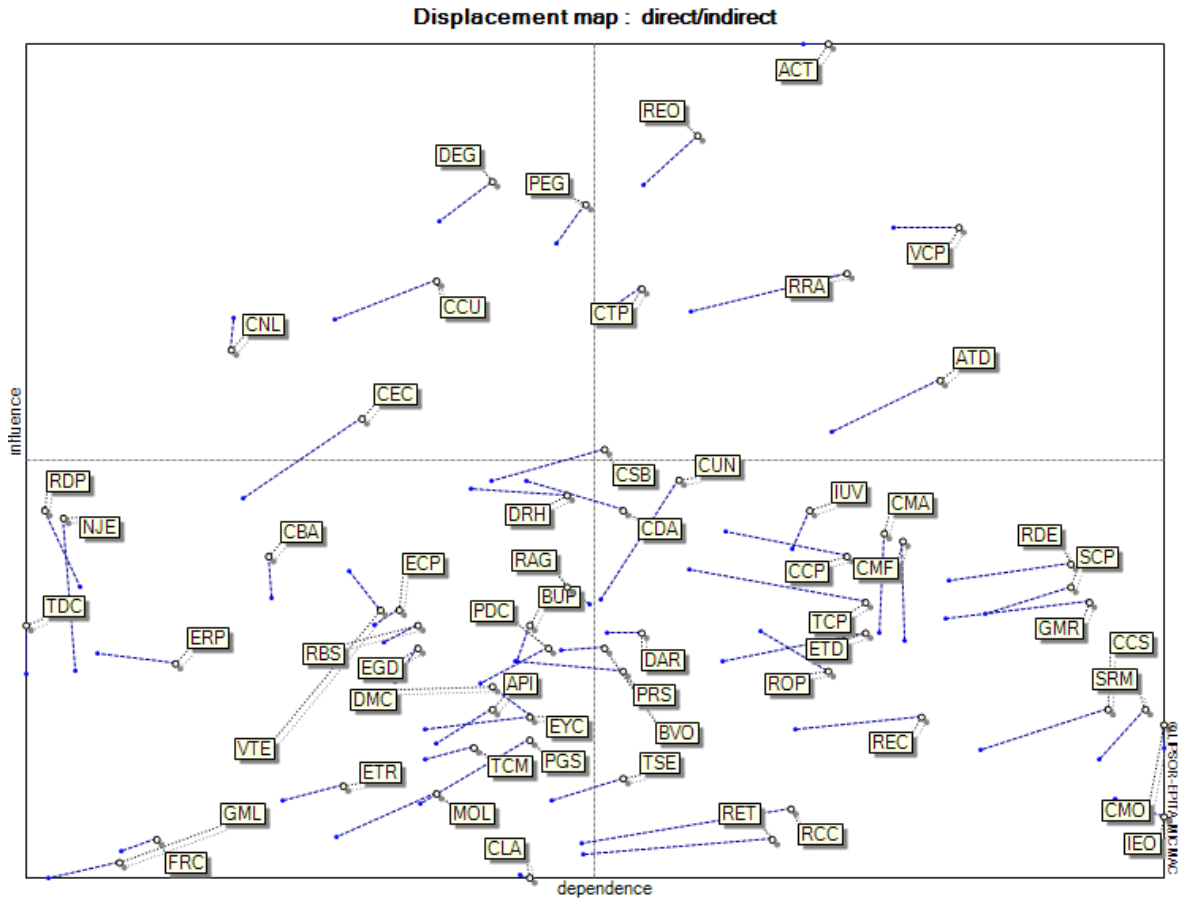 Displacement map : direct/indirect
ACT
REO
DEG
PEG
VCP
RRA
CCU
CTP
CNL
ATD
CEC
influence
CSB
CUN
RDP
IUV
CMA
DRH
CDA
NJE
CBA
RDE
SCP
ECP
RAG
CCP
CMF
BUP
TDC
PDC
TCP
GMR
ERP
RBS
EGD
DAR
ETD
CCS
ROP
SRM
API
DMC
PRS
EYC
BVO
REC
VTE
TCM
PGS
TSE
ETR
MOL
GML
RET
CMO
RCC
IEO
CLA
FRC
dependence
© LIPSOR-EPITA-MICMAC